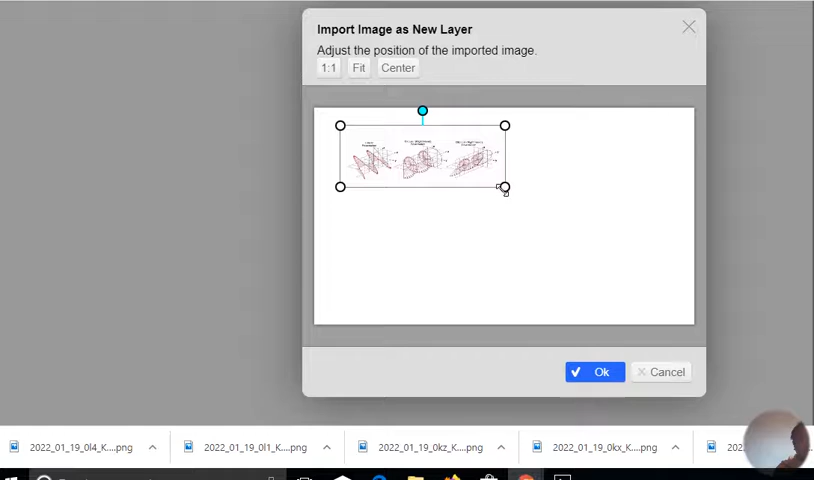 Import Image as New Layer
Adjust the position of the imported image.
1:1 Fit Center
Ok Cancel
2022_01_19_0l4_K....png 2022_01_19_0l1_K....png 2022_01_19_0kz_K....png 2022_01_19_0kx_K....png 202